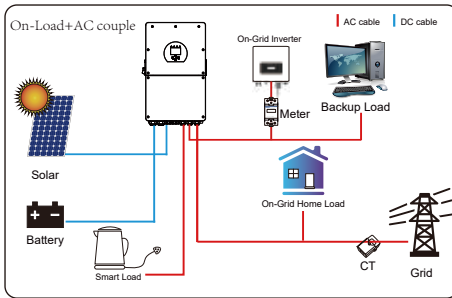 On-Load+AC couple
AC cable
DC cable
On-Grid Inverter
Meter
Backup Load
Solar
On-Grid Home Load
Battery
Smart Load
CT
Grid